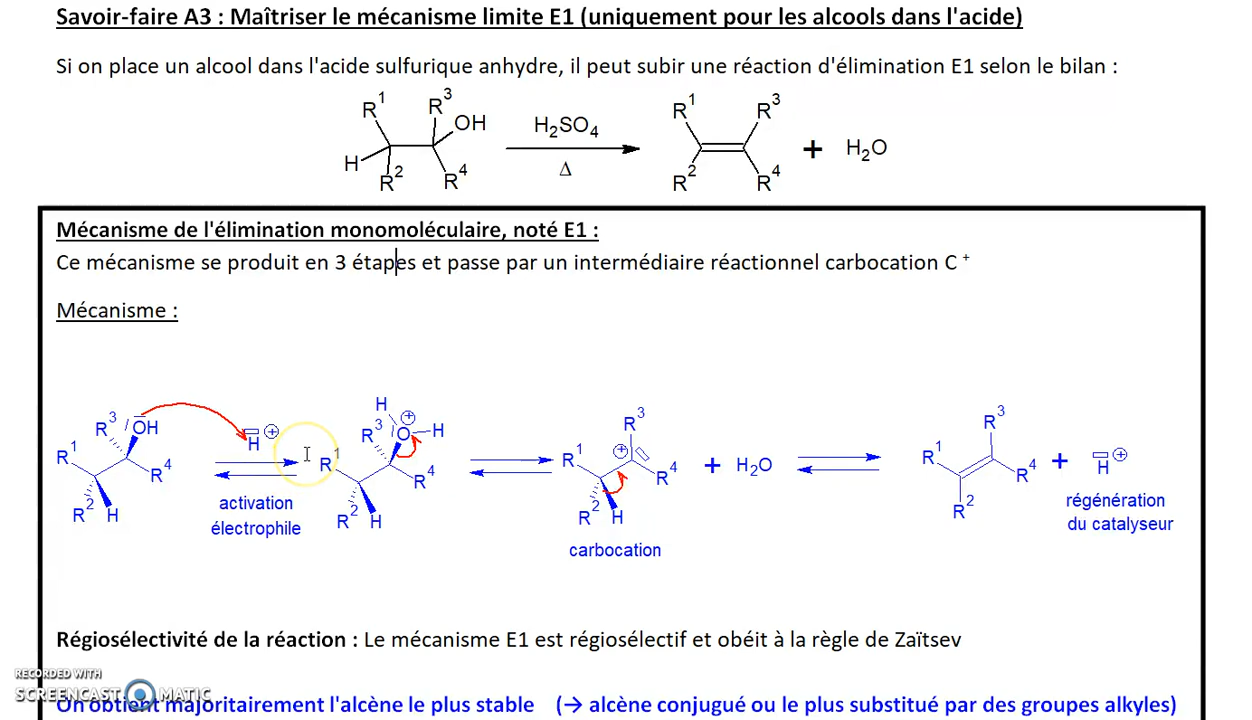 Savoir-faire A3 : Maîtriser le mécanisme limite E1 (uniquement pour les alcools dans l'acide)
Si on place un alcool dans l'acide sulfurique anhydre, il peut subir une réaction d'élimination E1 selon le bilan :
R¹ R³ OH H R² R⁴ H₂SO₄ Δ R¹ R³ R² R⁴ + H₂O
Mécanisme de l'élimination monomoléculaire, noté E1 :
Ce mécanisme se produit en 3 étapes et passe par un intermédiaire réactionnel carbocation C ⁺
Mécanisme :
R¹ R³ OH R⁴ R² H H ⊕ R¹ R³ H O ⊕ H R⁴ R² H R¹ R³ ⊕ R⁴ R² H + H₂O R¹ R³ R⁴ R² + H ⊕
activation
électrophile
carbocation
régénération
du catalyseur
Régiosélectivité de la réaction : Le mécanisme E1 est régiosélectif et obéit à la règle de Zaïtsev
RECORDED WITH
SCREENCAST MATIC
On obtient majoritairement l'alcène le plus stable (→ alcène conjugué ou le plus substitué par des groupes alkyles)